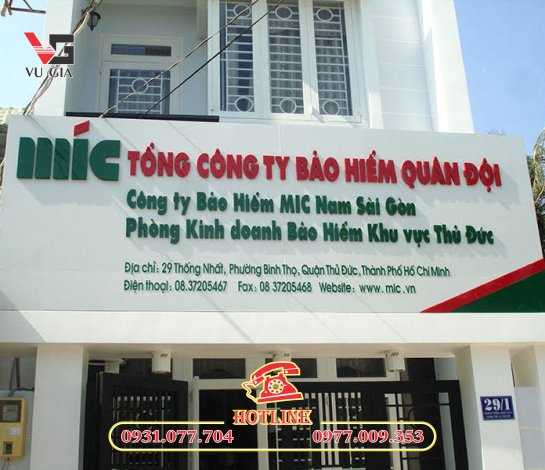 VU GIA
mic TỔNG CÔNG TY BẢO HIỂM QUÂN ĐỘI
Công ty Bảo Hiểm MIC Nam Sài Gòn
Phòng Kinh doanh Bảo Hiểm Khu vực Thủ Đức
Địa chỉ: 29 Thống Nhất, Phường Bình Thọ, Quận Thủ Đức, Thành Phố Hồ Chí Minh
Điện thoại: 08.37205467 Fax: 08 37205468 Website: www.mic.vn
HOTLINE
29/1
0931.077.704 0977.009.353